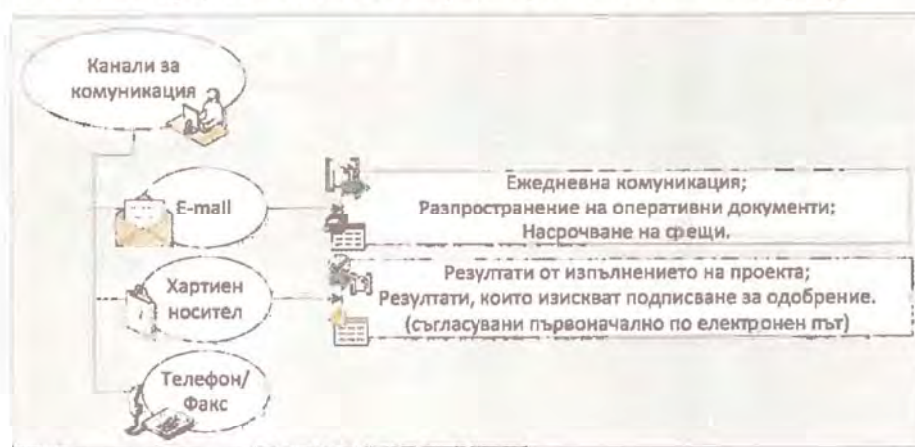 Канали за
комуникация
E-mail
Ежедневна комуникация;
Разпространение на оперативни документи;
Насрочване на срещи.
Хартиен
носител
Резултати от изпълнението на проекта;
Резултати, които изискват подписване за одобрение.
(съгласувани първоначално по електронен път)
Телефон/
Факс